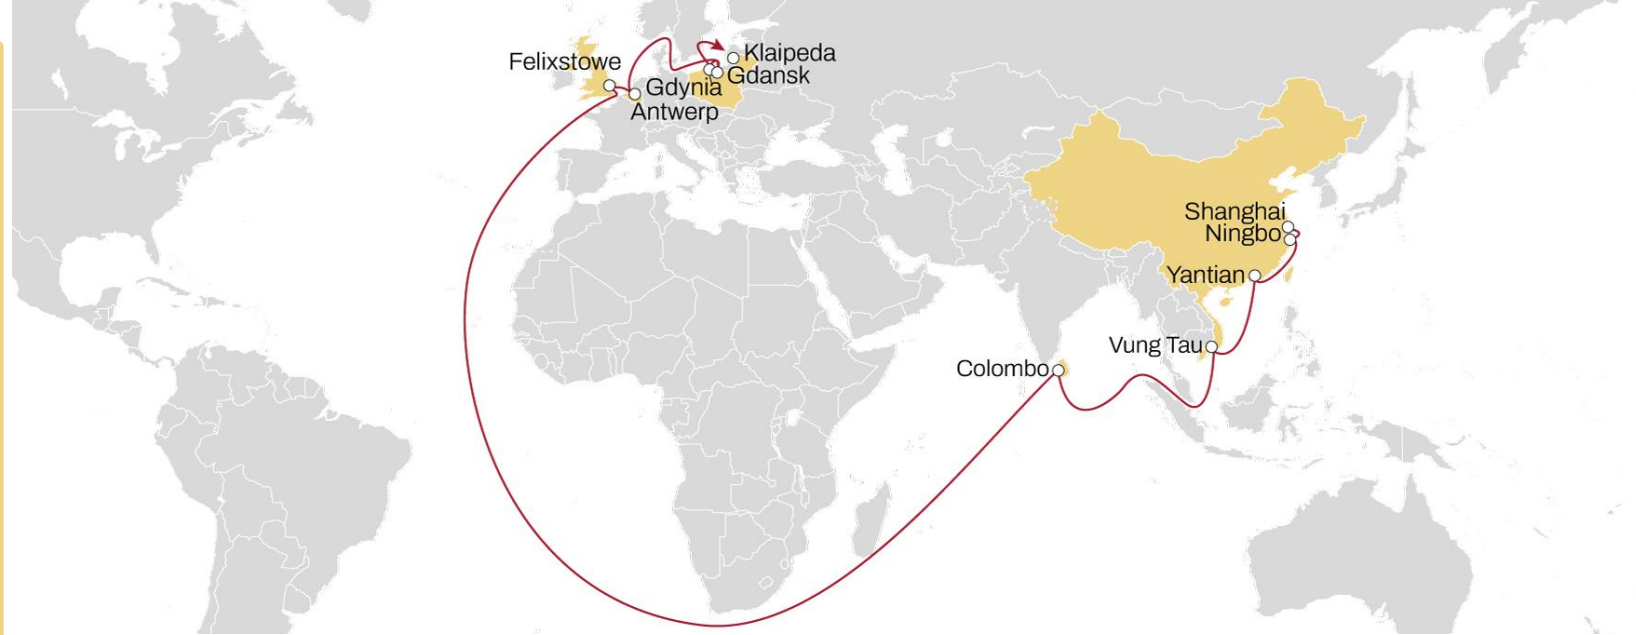 Felixstowe
Klaipeda
Gdansk
Gdynia
Antwerp
Shanghai
Ningbo
Yantian
Vung Tau
Colombo